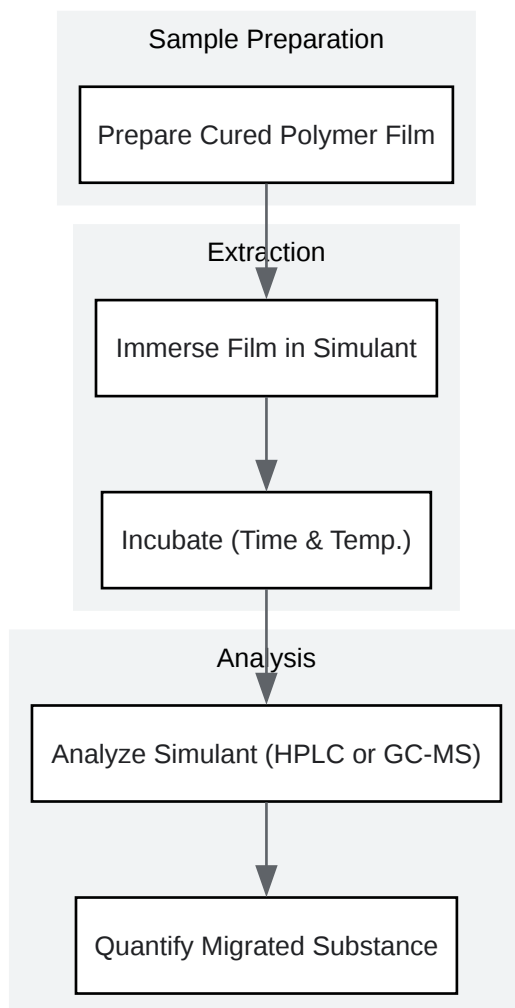 Sample Preparation
Prepare Cured Polymer Film
Extraction
Immerse Film in Simulant
Incubate (Time & Temp.)
Analysis
Analyze Simulant (HPLC or GC-MS)
Quantify Migrated Substance